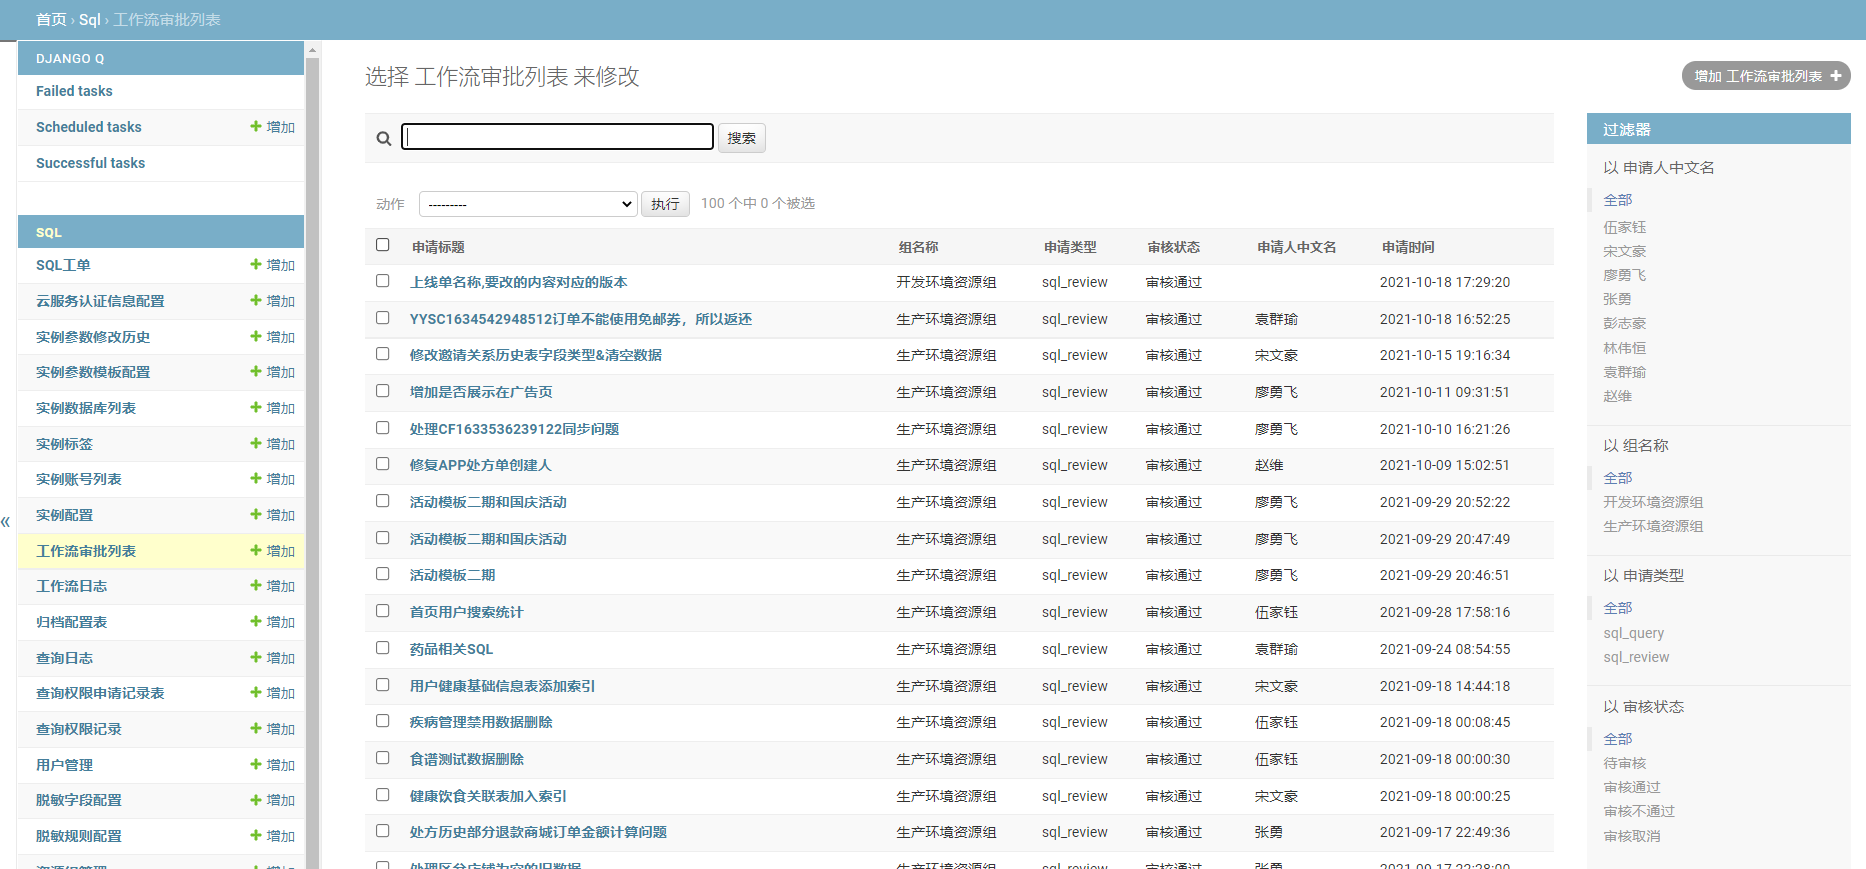 首页 › Sql › 工作流审批列表
DJANGO Q
Failed tasks
Scheduled tasks 增加
Successful tasks
SQL
SQL工单 增加
云服务认证信息配置 增加
实例参数修改历史 增加
实例参数模板配置 增加
实例数据库列表 增加
实例标签 增加
实例账号列表 增加
实例配置 增加
工作流审批列表 增加
工作流日志 增加
归档配置表 增加
查询日志 增加
查询权限申请记录表 增加
查询权限记录 增加
用户管理 增加
脱敏字段配置 增加
脱敏规则配置 增加
«
选择 工作流审批列表 来修改
增加 工作流审批列表
搜索
动作 --------- 执行 100 个中 0 个被选
申请标题 组名称 申请类型 审核状态 申请人中文名 申请时间
上线单名称,要改的内容对应的版本 开发环境资源组 sql_review 审核通过 2021-10-18 17:29:20
YYSC1634542948512订单不能使用免邮券，所以返还 生产环境资源组 sql_review 审核通过 袁群瑜 2021-10-18 16:52:25
修改邀请关系历史表字段类型&清空数据 生产环境资源组 sql_review 审核通过 宋文豪 2021-10-15 19:16:34
增加是否展示在广告页 生产环境资源组 sql_review 审核通过 廖勇飞 2021-10-11 09:31:51
处理CF1633536239122同步问题 生产环境资源组 sql_review 审核通过 廖勇飞 2021-10-10 16:21:26
修复APP处方单创建人 生产环境资源组 sql_review 审核通过 赵维 2021-10-09 15:02:51
活动模板二期和国庆活动 生产环境资源组 sql_review 审核通过 廖勇飞 2021-09-29 20:52:22
活动模板二期和国庆活动 生产环境资源组 sql_review 审核通过 廖勇飞 2021-09-29 20:47:49
活动模板二期 生产环境资源组 sql_review 审核通过 廖勇飞 2021-09-29 20:46:51
首页用户搜索统计 生产环境资源组 sql_review 审核通过 伍家钰 2021-09-28 17:58:16
药品相关SQL 生产环境资源组 sql_review 审核通过 袁群瑜 2021-09-24 08:54:55
用户健康基础信息表添加索引 生产环境资源组 sql_review 审核通过 宋文豪 2021-09-18 14:44:18
疾病管理禁用数据删除 生产环境资源组 sql_review 审核通过 伍家钰 2021-09-18 00:08:45
食谱测试数据删除 生产环境资源组 sql_review 审核通过 伍家钰 2021-09-18 00:00:30
健康饮食关联表加入索引 生产环境资源组 sql_review 审核通过 宋文豪 2021-09-18 00:00:25
处方历史部分退款商城订单金额计算问题 生产环境资源组 sql_review 审核通过 张勇 2021-09-17 22:49:36
过滤器
以 申请人中文名
全部
伍家钰
宋文豪
廖勇飞
张勇
彭志豪
林伟恒
袁群瑜
赵维
以 组名称
全部
开发环境资源组
生产环境资源组
以 申请类型
全部
sql_query
sql_review
以 审核状态
全部
待审核
审核通过
审核不通过
审核取消